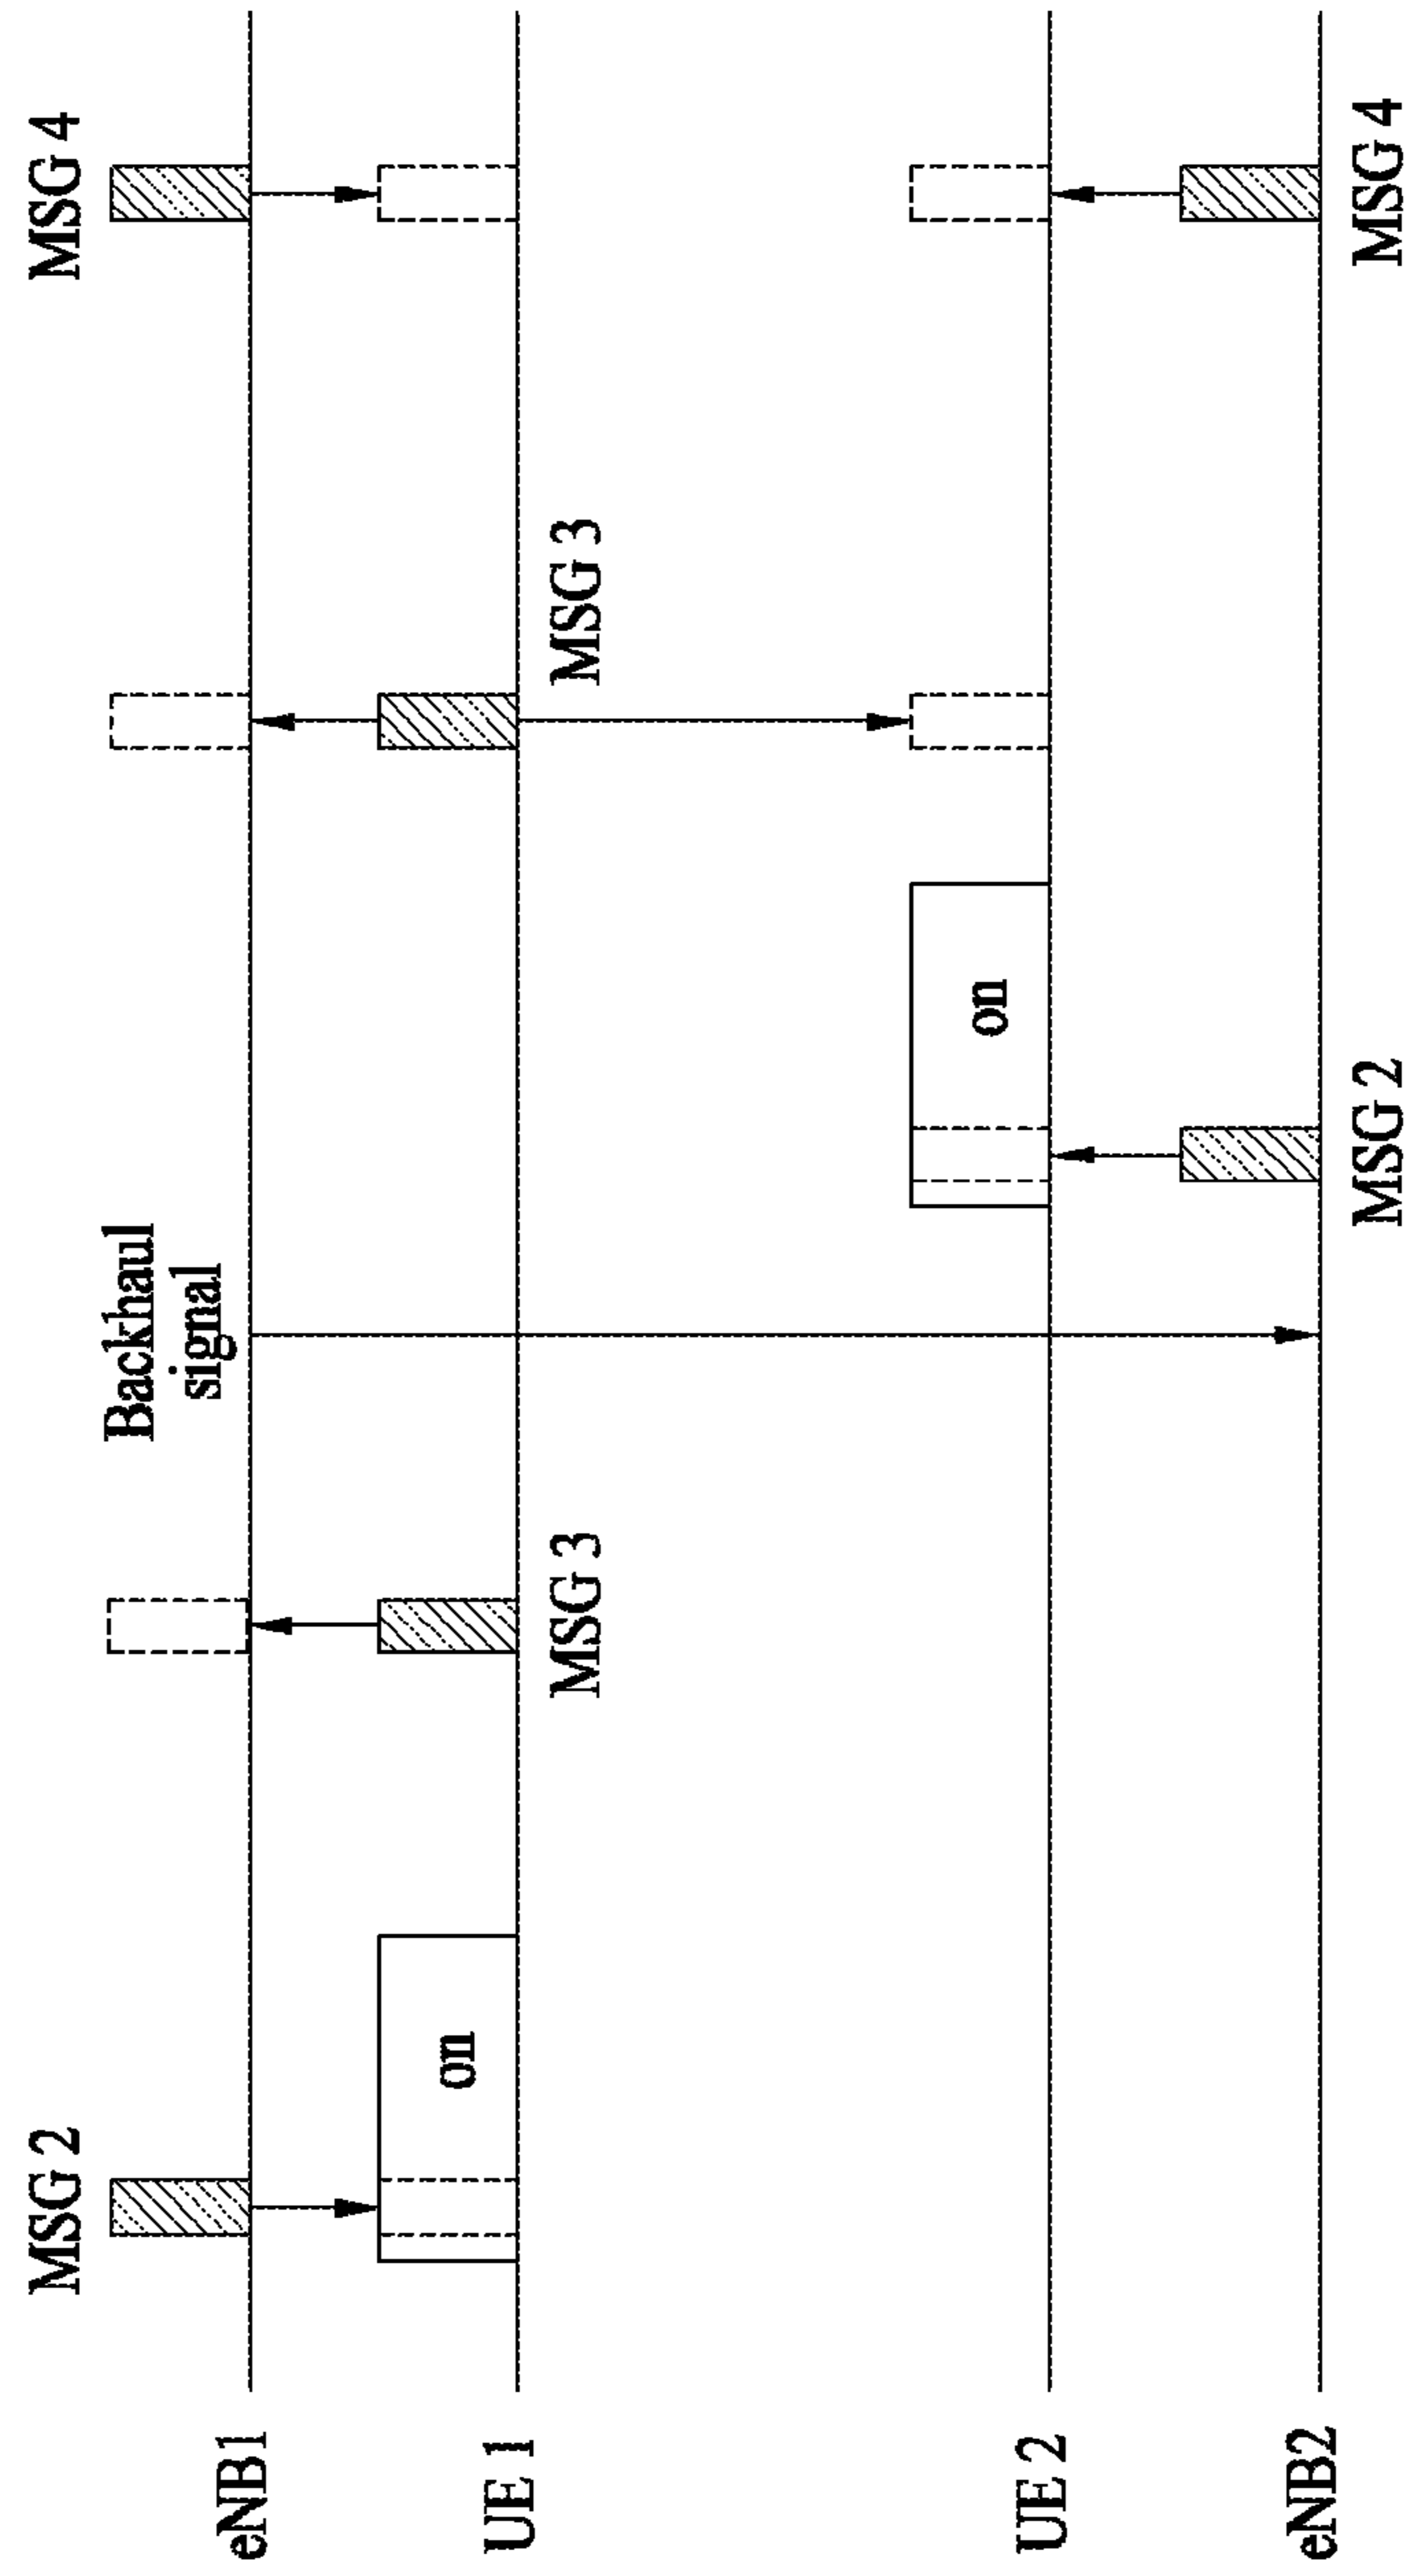 MSG 2
MSG 4
Backhaul
signal
eNB1
on
UE 1
MSG 3
MSG 3
on
UE 2
eNB2
MSG 2
MSG 4